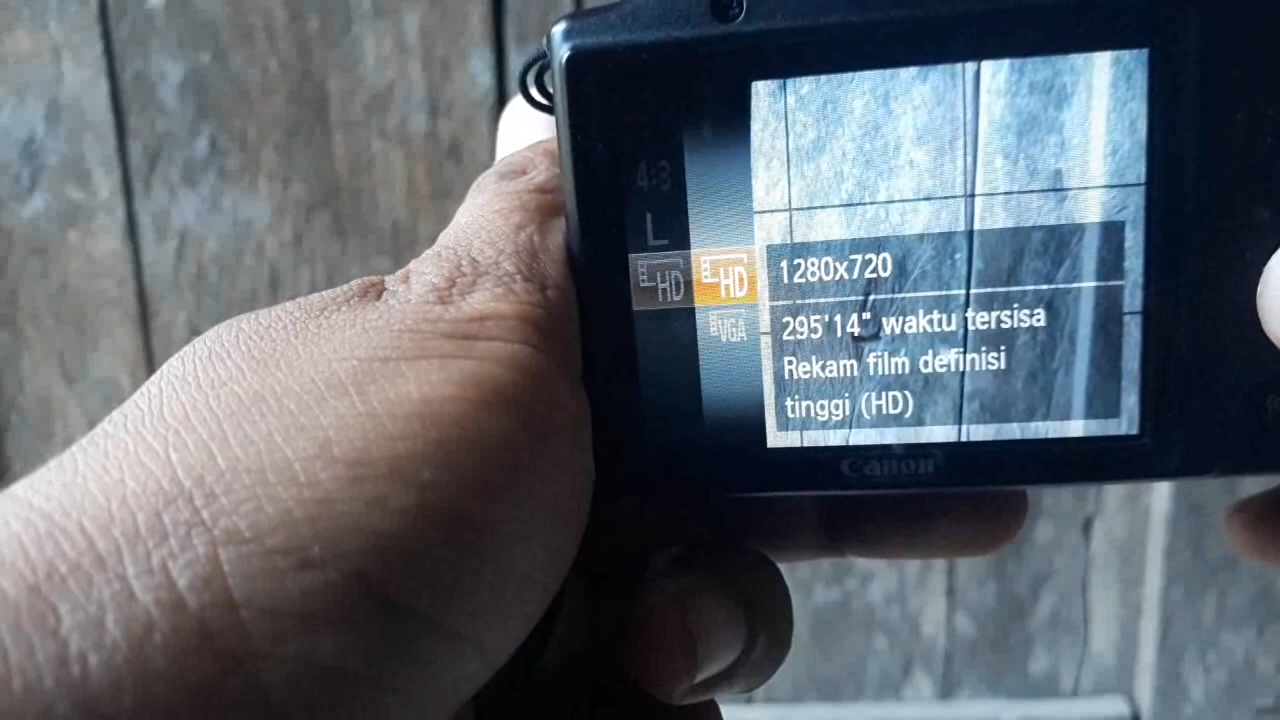 4:3
L
HD HD 1280x720
VGA 295'14" waktu tersisa
Rekam film definisi
tinggi (HD)
Canon